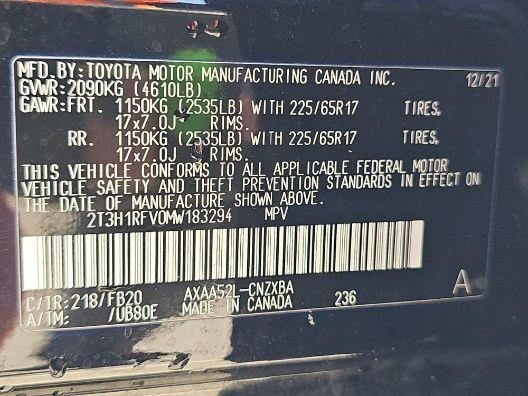 MFD.BY:TOYOTA MOTOR MANUFACTURING CANADA INC. 12/21
GVWR:2090KG (4610LB)
GAWR:FRT. 1150KG (2535LB) WITH 225/65R17 TIRES,
17x7.0J RIMS.
RR. 1150KG (2535LB) WITH 225/65R17 TIRES,
17x7.0J RIMS.
THIS VEHICLE CONFORMS TO ALL APPLICABLE FEDERAL MOTOR
VEHICLE SAFETY AND THEFT PREVENTION STANDARDS IN EFFECT ON
THE DATE OF MANUFACTURE SHOWN ABOVE.
2T3H1RFV0MW183294 MPV
C/TR:218/FB20 AXAA52L-CNZXBA A
A/TM: /UB80E MADE IN CANADA 236